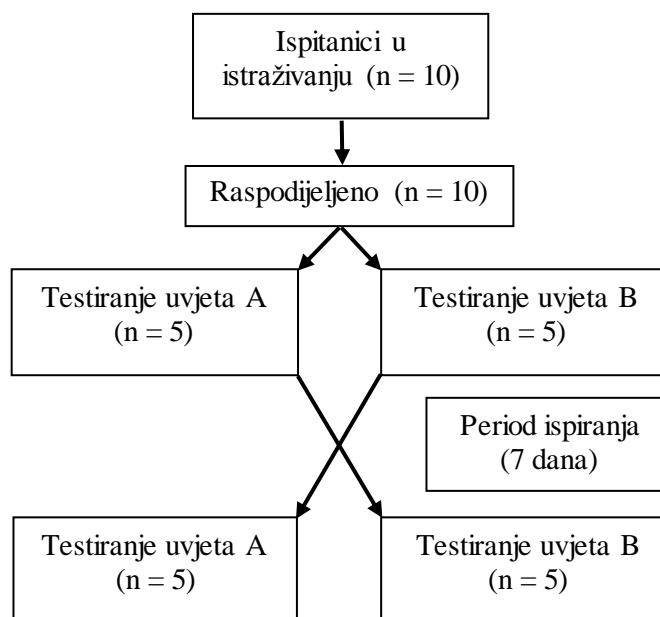 Ispitanici u
istraživanju (n = 10)
Raspodijeljeno (n = 10)
Testiranje uvjeta A
(n = 5)
Testiranje uvjeta B
(n = 5)
Period ispiranja
(7 dana)
Testiranje uvjeta A
(n = 5)
Testiranje uvjeta B
(n = 5)